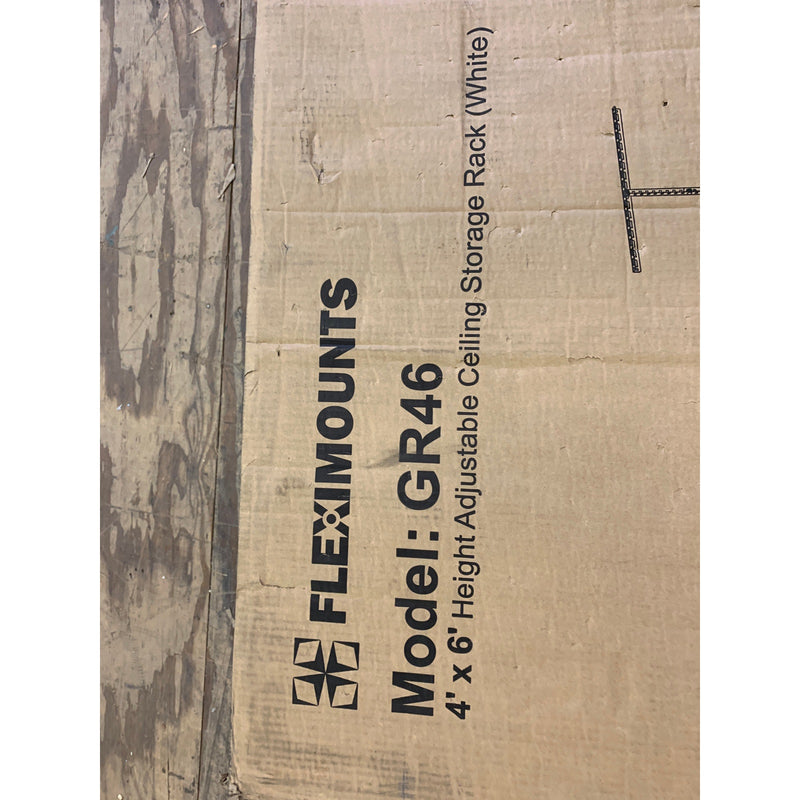 FLEXIMOUNTS
Model: GR46
4' x 6' Height Adjustable Ceiling Storage Rack (White)